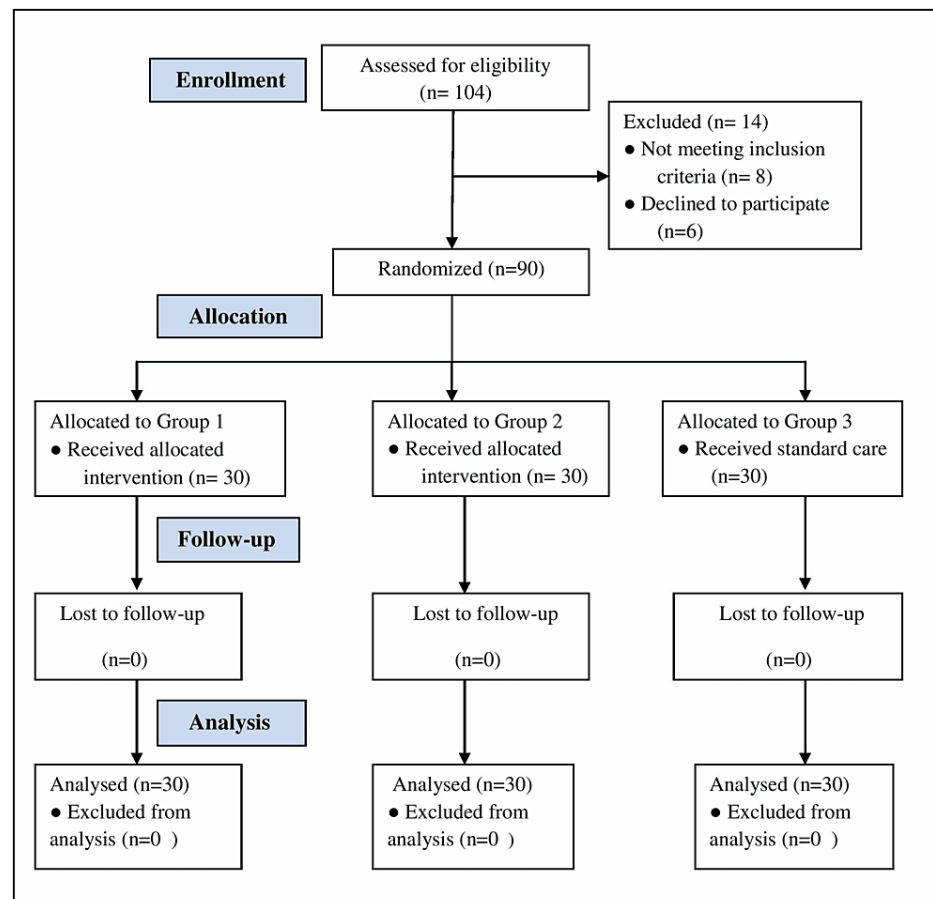 Enrollment
Assessed for eligibility
(n= 104)
Excluded (n= 14)
● Not meeting inclusion
criteria (n= 8)
● Declined to participate
(n=6)
Randomized (n=90)
Allocation
Allocated to Group 1
● Received allocated
intervention (n= 30)
Allocated to Group 2
● Received allocated
intervention (n= 30)
Allocated to Group 3
● Received standard care
(n=30)
Follow-up
Lost to follow-up
(n=0)
Lost to follow-up
(n=0)
Lost to follow-up
(n=0)
Analysis
Analysed (n=30)
● Excluded from
analysis (n=0  )
Analysed (n=30)
● Excluded from
analysis (n=0  )
Analysed (n=30)
● Excluded from
analysis (n=0  )